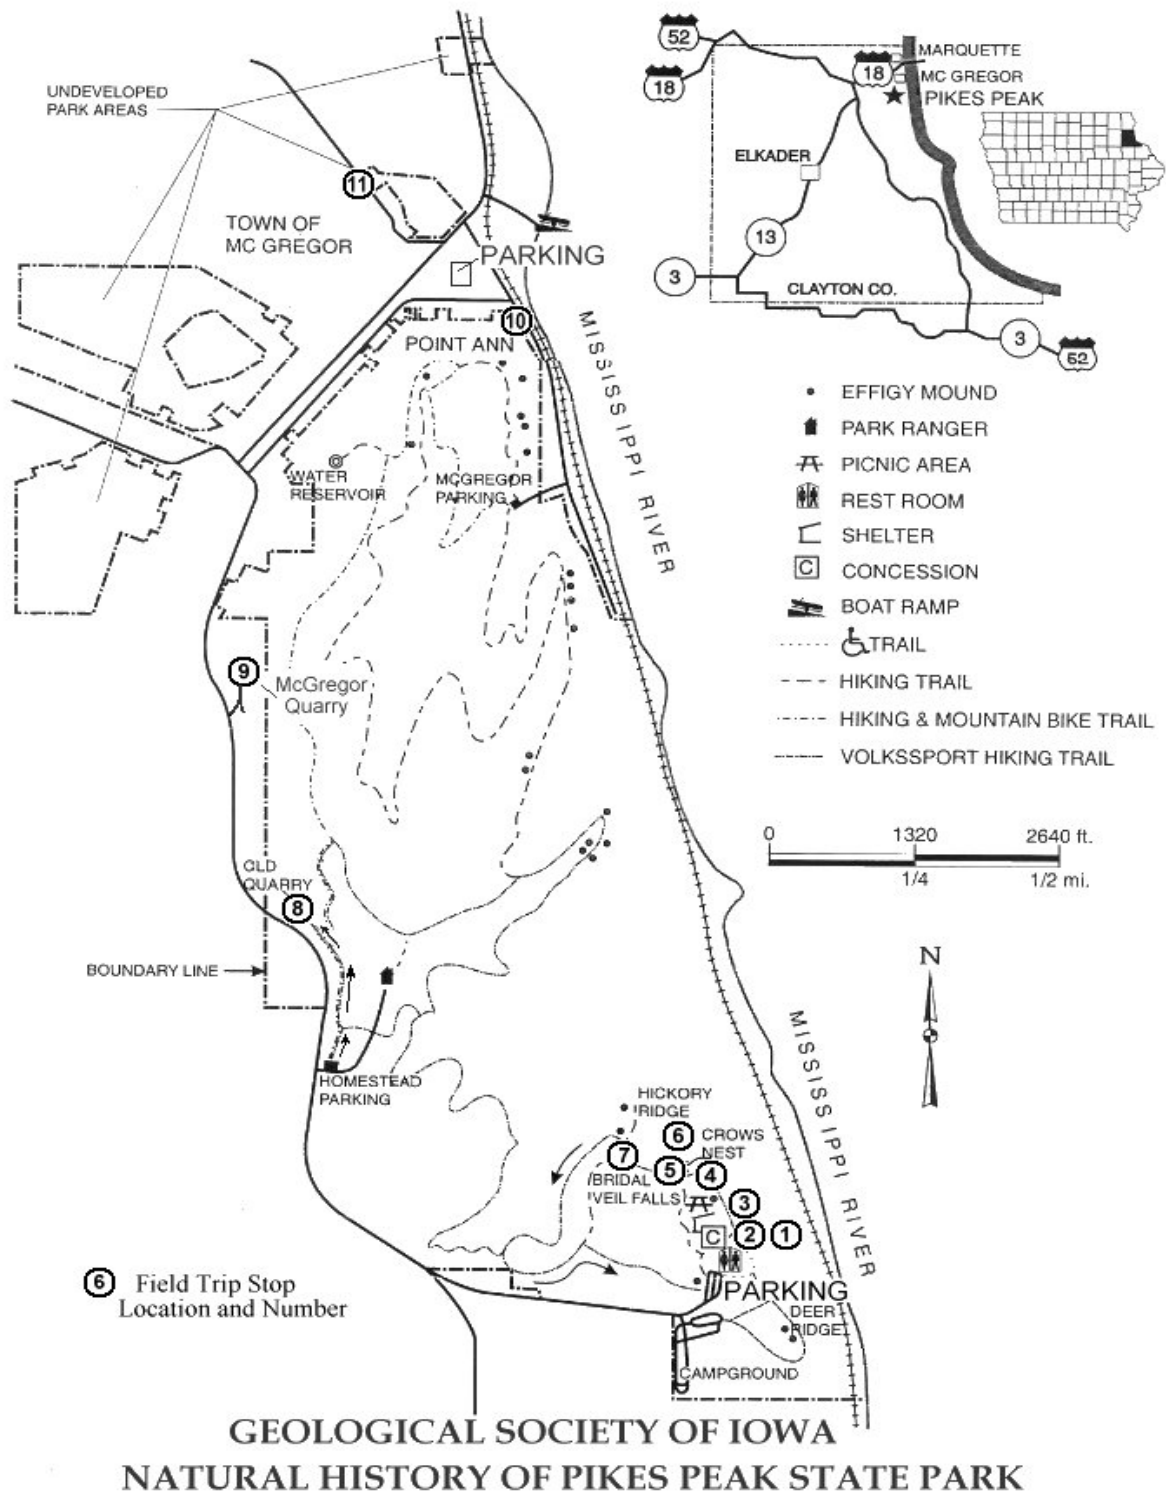 52
18
18
MARQUETTE
MC GREGOR
PIKES PEAK
ELKADER
13
3
CLAYTON CO.
3
52
UNDEVELOPED
PARK AREAS
11
TOWN OF
MC GREGOR
PARKING
10
POINT ANN
MISSISSIPPI RIVER
WATER
RESERVOIR
MCGREGOR
PARKING
EFFIGY MOUND
PARK RANGER
PICNIC AREA
REST ROOM
SHELTER
C CONCESSION
BOAT RAMP
TRAIL
HIKING TRAIL
HIKING & MOUNTAIN BIKE TRAIL
VOLKSSPORT HIKING TRAIL
0 1320 2640 ft.
1/4 1/2 mi.
N
9
McGregor
Quarry
OLD
QUARRY
8
BOUNDARY LINE
HOMESTEAD
PARKING
MISSISSIPPI RIVER
HICKORY
RIDGE
6
CROWS
NEST
7
5
4
BRIDAL
VEIL FALLS
3
C
2
1
PARKING
DEER
RIDGE
CAMPGROUND
6 Field Trip Stop
Location and Number
GEOLOGICAL SOCIETY OF IOWA
NATURAL HISTORY OF PIKES PEAK STATE PARK